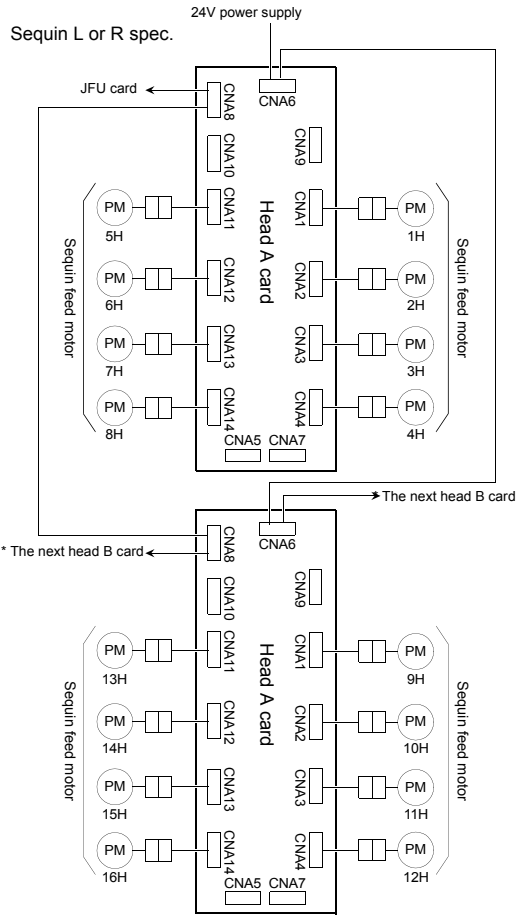 24V power supply
Sequin L or R spec.
JFU card
CNA6
CNA8
CNA9
CNA10
PM
5H
CNA11
Head A card
CNA1
PM
1H
Sequin feed motor
PM
6H
CNA12
CNA2
PM
2H
Sequin feed motor
PM
7H
CNA13
CNA3
PM
3H
PM
8H
CNA14
CNA4
PM
4H
CNA5 CNA7
* The next head B card
CNA6
CNA8
* The next head B card
CNA9
CNA10
PM
13H
CNA11
Head A card
CNA1
PM
9H
Sequin feed motor
PM
14H
CNA12
CNA2
PM
10H
Sequin feed motor
PM
15H
CNA13
CNA3
PM
11H
PM
16H
CNA14
CNA4
PM
12H
CNA5 CNA7